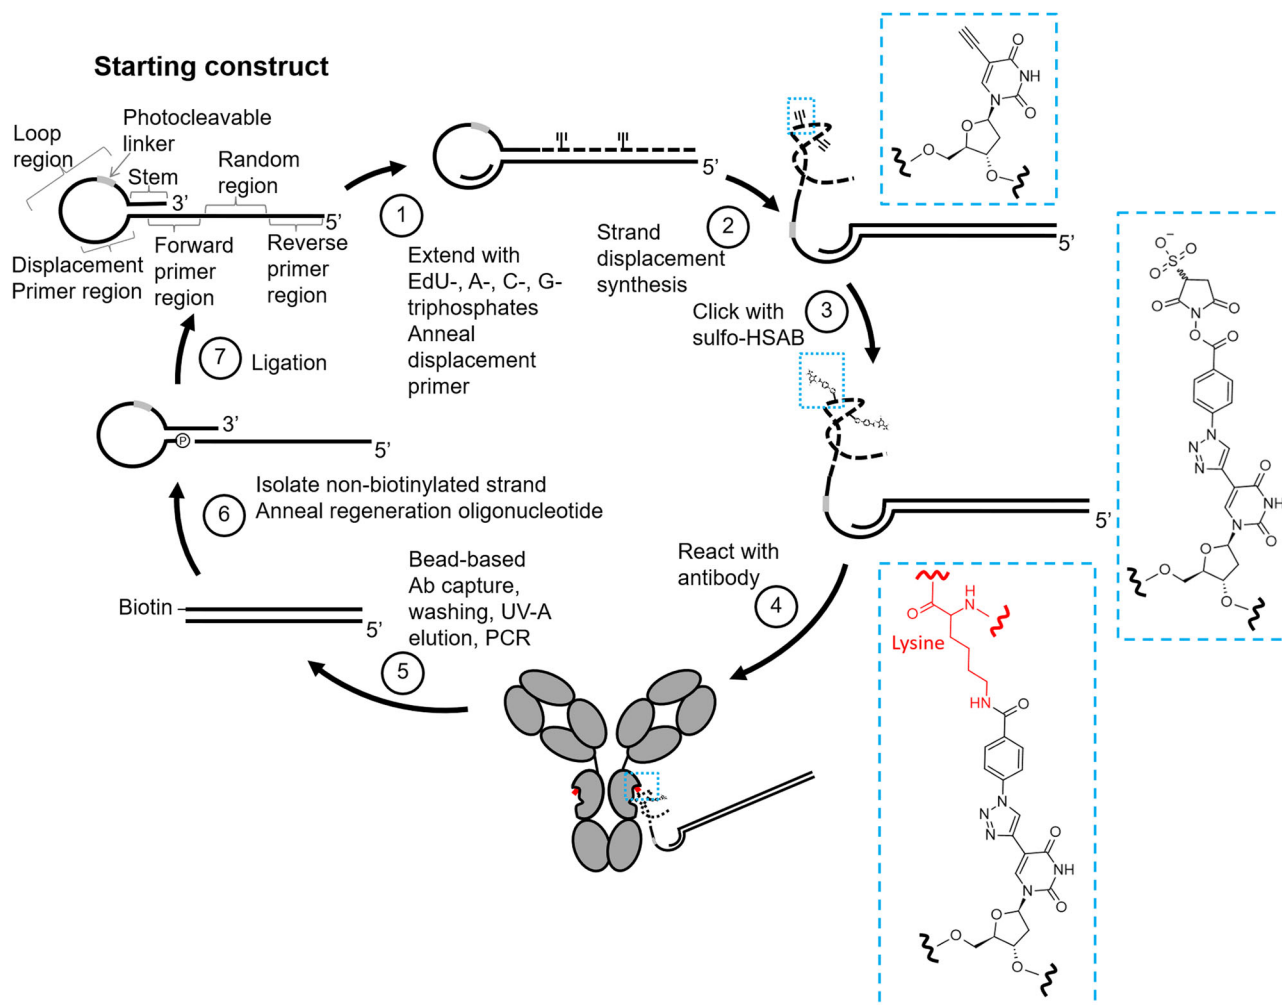 Starting construct
Loop
region
Photocleavable
linker
Stem
Random
region
3’
5’
Displacement
Primer region
Forward
primer
region
Reverse
primer
region
1
Extend with
EdU-, A-, C-, G-
triphosphates
Anneal
displacement
primer
5’
2
Strand
displacement
synthesis
5’
O
NH
N
O
O
O
O
3
Click with
sulfo-HSAB
5’
O⁻
O
S
O
O
N
O
O
O
N
N
N
O
NH
N
O
O
O
O
4
React with
antibody
O
H
N
Lysine
HN
O
N
N
N
O
NH
N
O
O
O
O
5
Bead-based
Ab capture,
washing, UV-A
elution, PCR
Biotin
5’
6
Isolate non-biotinylated strand
Anneal regeneration oligonucleotide
3’
P
5’
7
Ligation